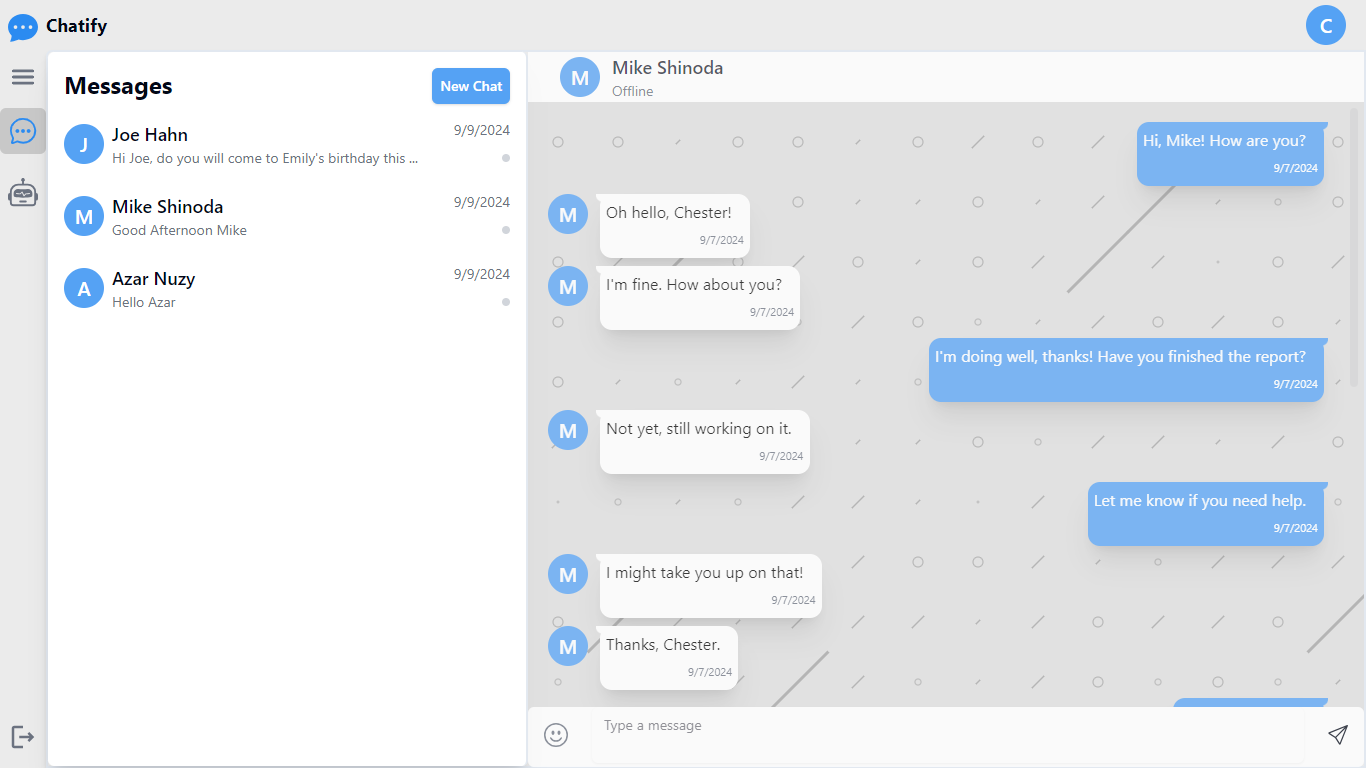 Chatify
C
Messages
New Chat
J
Joe Hahn
9/9/2024
Hi Joe, do you will come to Emily's birthday this ...
M
Mike Shinoda
9/9/2024
Good Afternoon Mike
A
Azar Nuzy
9/9/2024
Hello Azar
M
Mike Shinoda
Offline
Hi, Mike! How are you?
9/7/2024
M
Oh hello, Chester!
9/7/2024
M
I'm fine. How about you?
9/7/2024
I'm doing well, thanks! Have you finished the report?
9/7/2024
M
Not yet, still working on it.
9/7/2024
Let me know if you need help.
9/7/2024
M
I might take you up on that!
9/7/2024
M
Thanks, Chester.
9/7/2024
Type a message